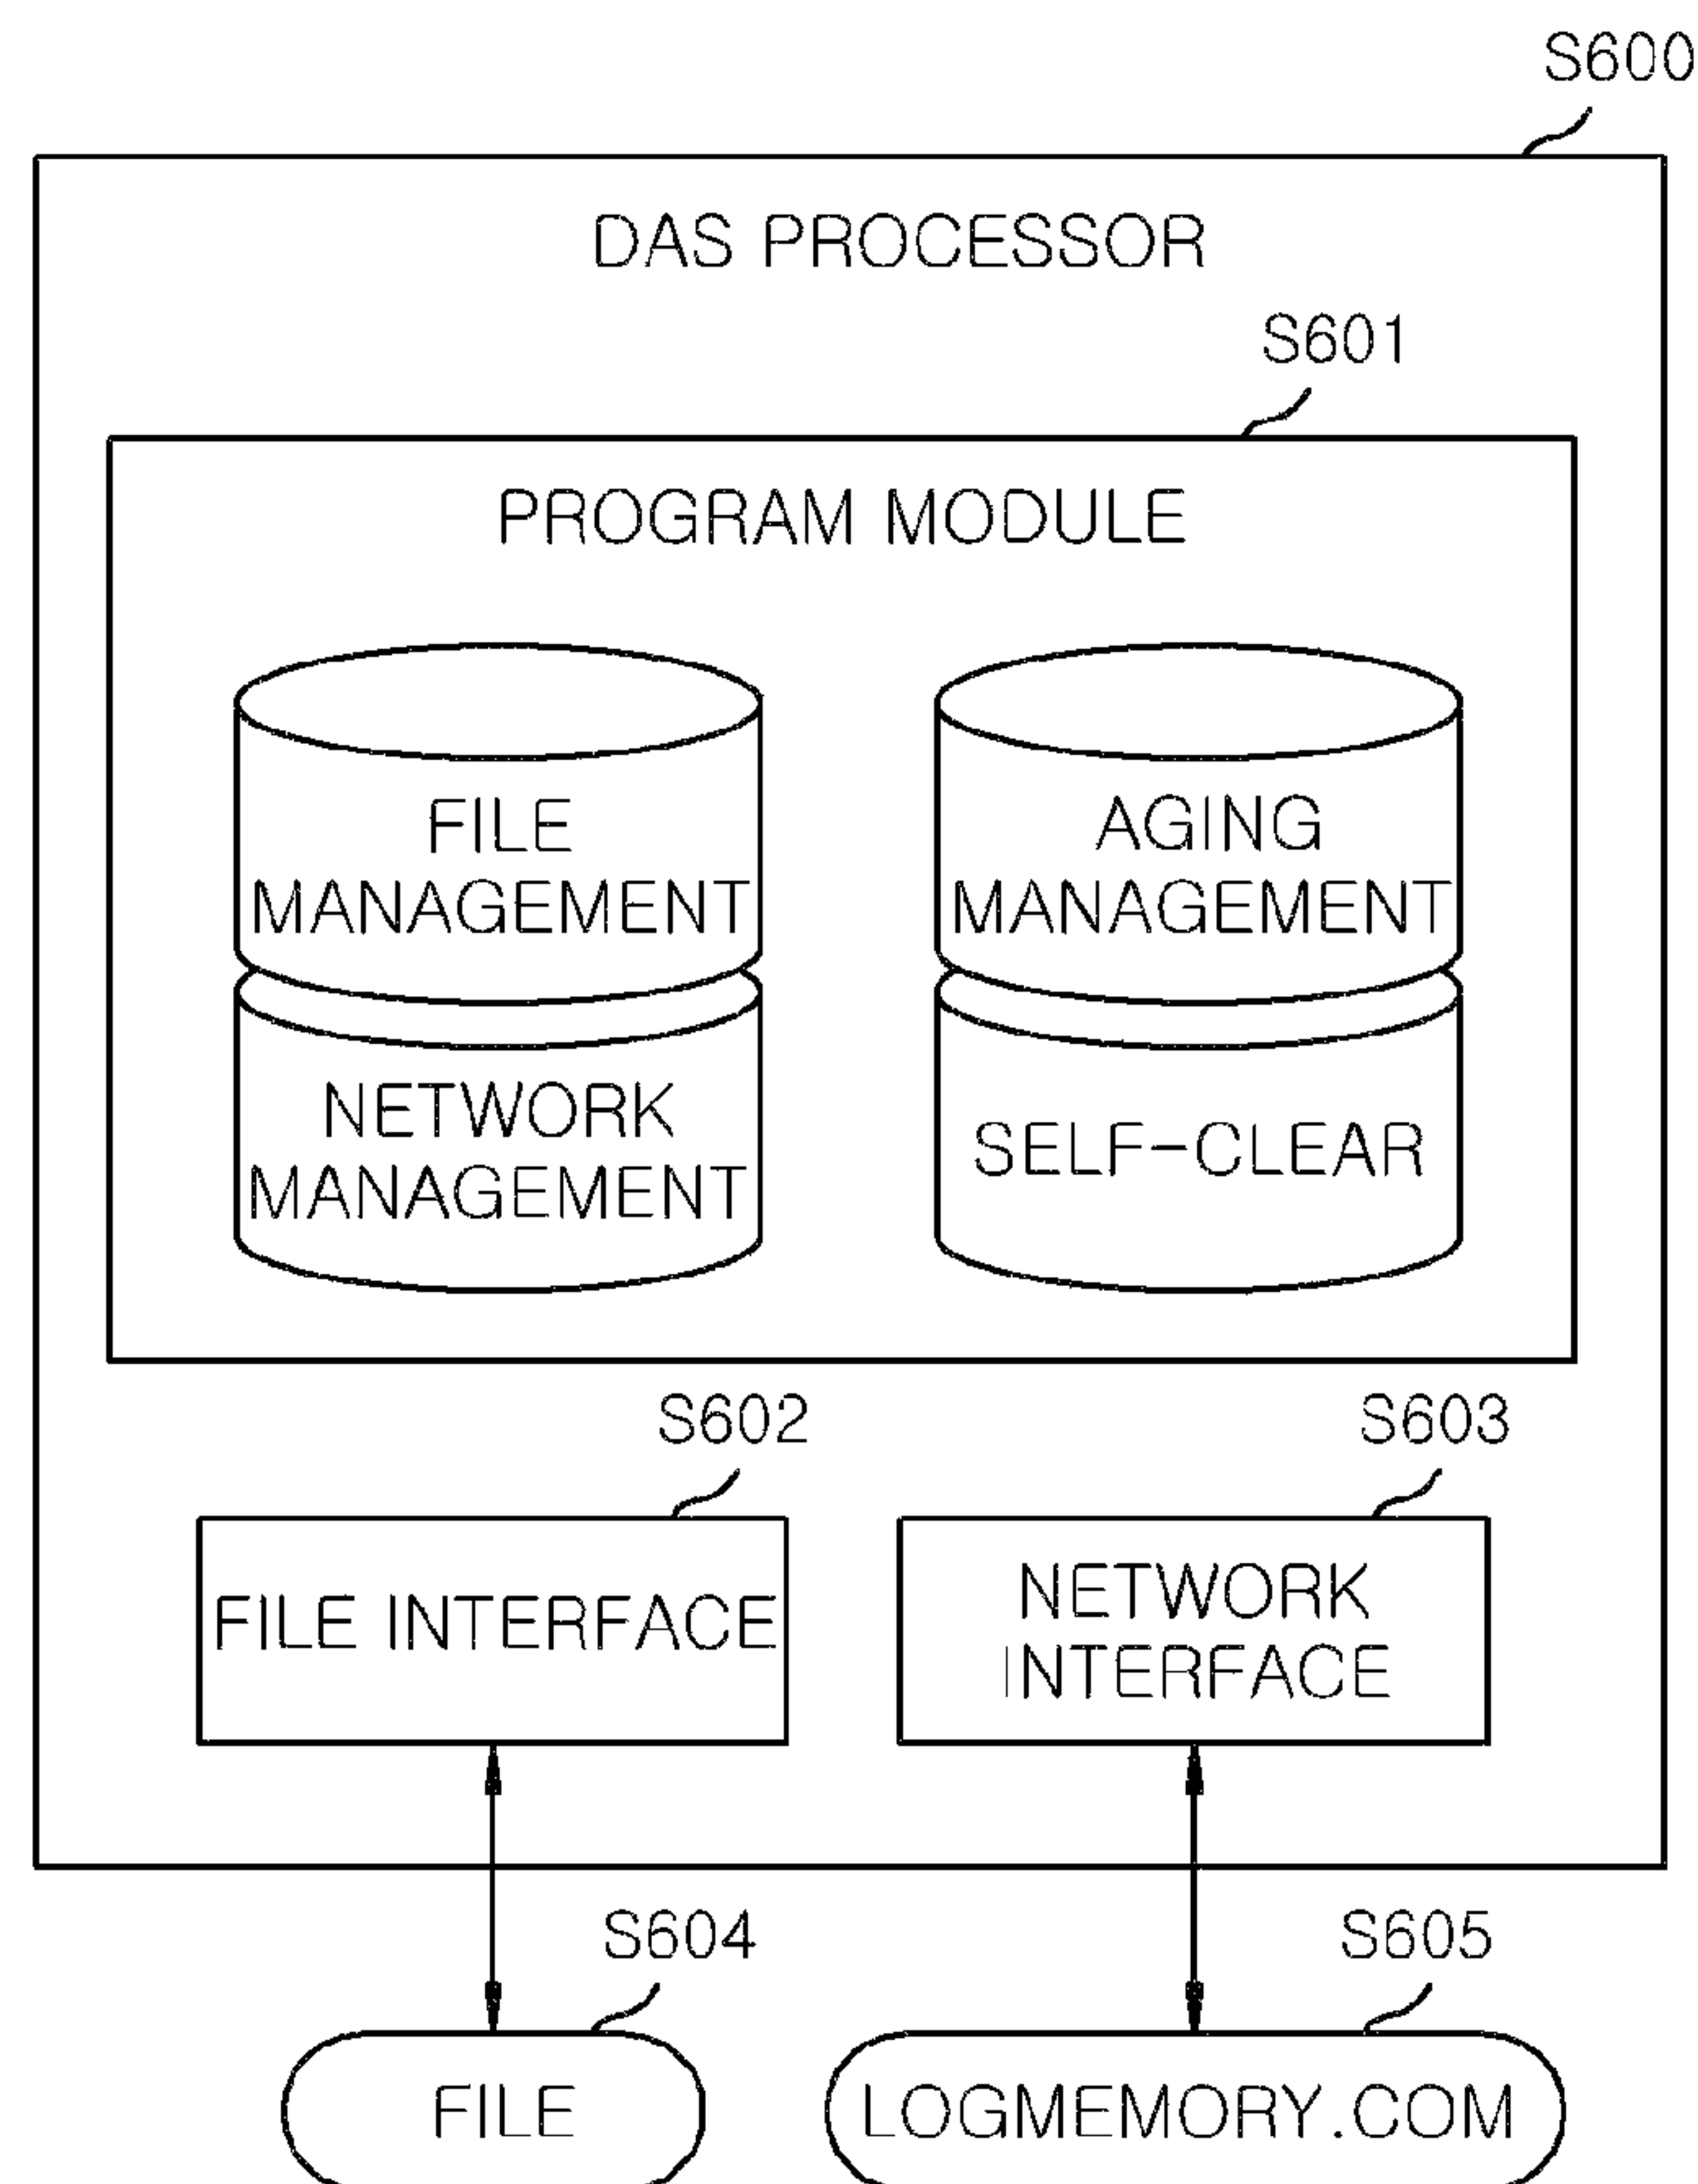 S600
DAS PROCESSOR
S601
PROGRAM MODULE
FILE
MANAGEMENT
AGING
MANAGEMENT
NETWORK
MANAGEMENT
SELF-CLEAR
S602
S603
FILE INTERFACE
NETWORK
INTERFACE
S604
S605
FILE
LOGMEMORY.COM